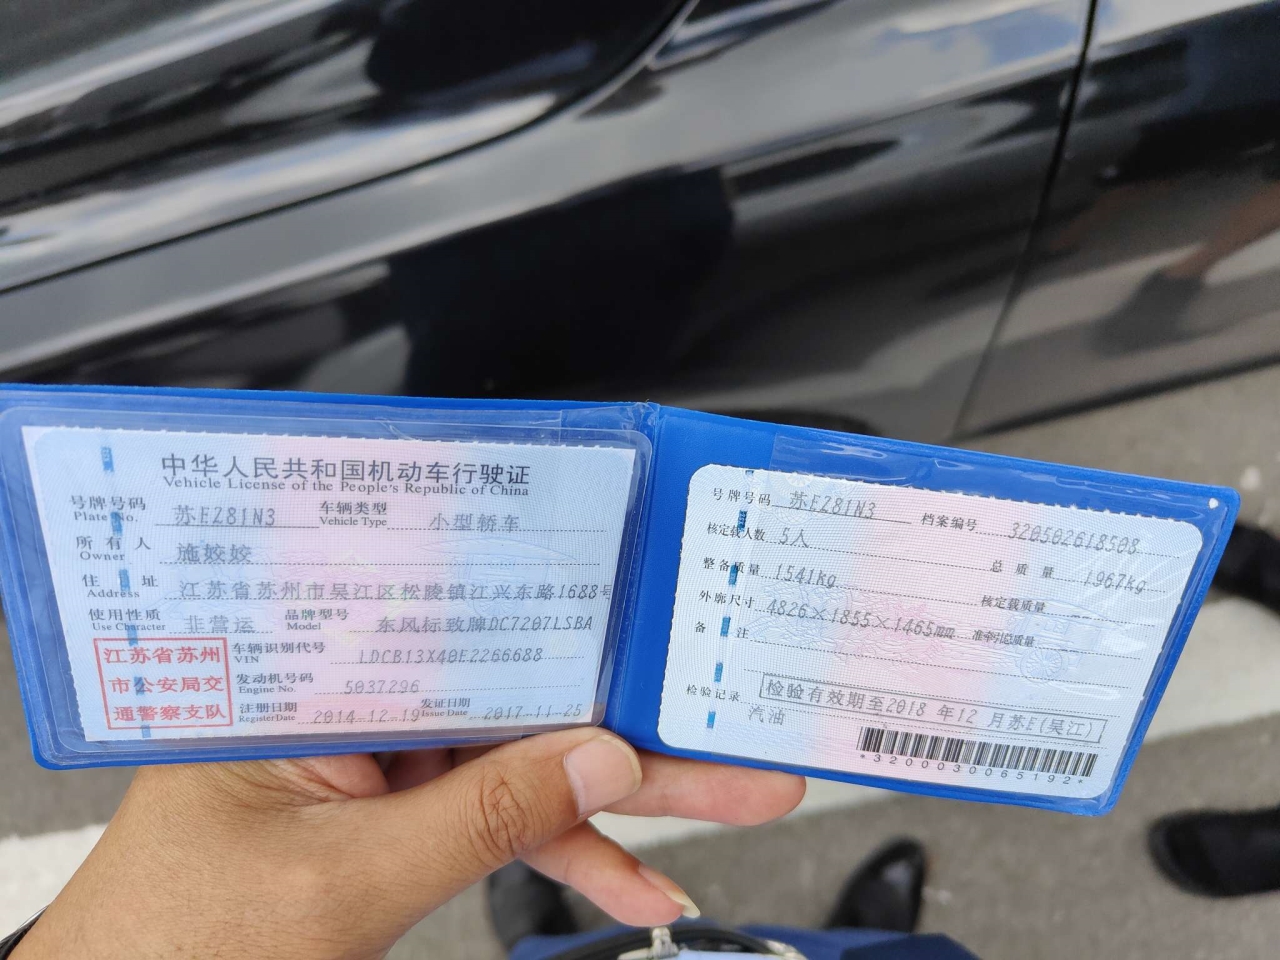 中华人民共和国机动车行驶证
Vehicle License of the People's Republic of China
号牌号码 苏EZ81N3 车辆类型 小型轿车
Plate No. Vehicle Type
所有人 施姣姣
Owner
住址 江苏省苏州市吴江区松陵镇江兴东路1688号
Address
使用性质 非营运 品牌型号 东风标致牌DC7207LSBA
Use Character Model
江苏省苏州
市公安局交
通警察支队
车辆识别代号 LDCB13X40E2266688
VIN
发动机号码 5037296
Engine No.
注册日期 2014-12-19 发证日期 2017-11-25
Register Date Issue Date
号牌号码 苏EZ81N3 档案编号 320502618508
核定载人数 5人 总质量 1967kg
整备质量 1541kg 核定载质量
外廓尺寸 4826×1855×1465mm 准牵引总质量
备注
检验记录 检验有效期至2018年12月苏E(吴江)
汽油
*3200030065192*